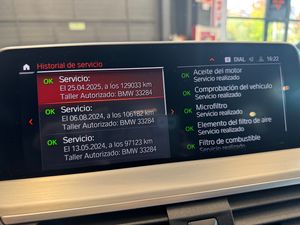 Historial de servicio
DIAL
16:22
OK Servicio:
El 25.04.2025, a los 129033 km
Taller Autorizado: BMW 33284
OK Servicio:
El 06.08.2024, a los 106182 km
Taller Autorizado: BMW 33284
OK Servicio:
El 13.05.2024, a los 97123 km
Taller Autorizado: BMW 33284
OK Aceite del motor
Servicio realizado
OK Comprobación del vehículo
Servicio realizado
OK Microfiltro
Servicio realizado
OK Elemento del filtro de aire
Servicio realizado
OK Filtro de combustible
Servicio realizado